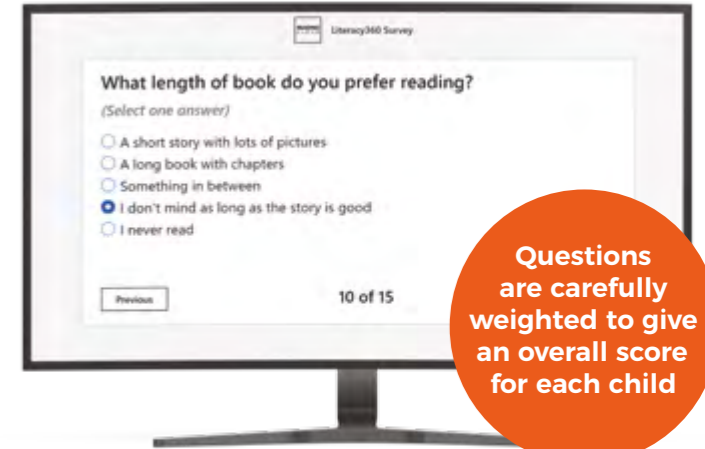 Literacy360 Survey
What length of book do you prefer reading?
(Select one answer)
A short story with lots of pictures
A long book with chapters
Something in between
I don't mind as long as the story is good
I never read
Previous
10 of 15
Questions
are carefully
weighted to give
an overall score
for each child